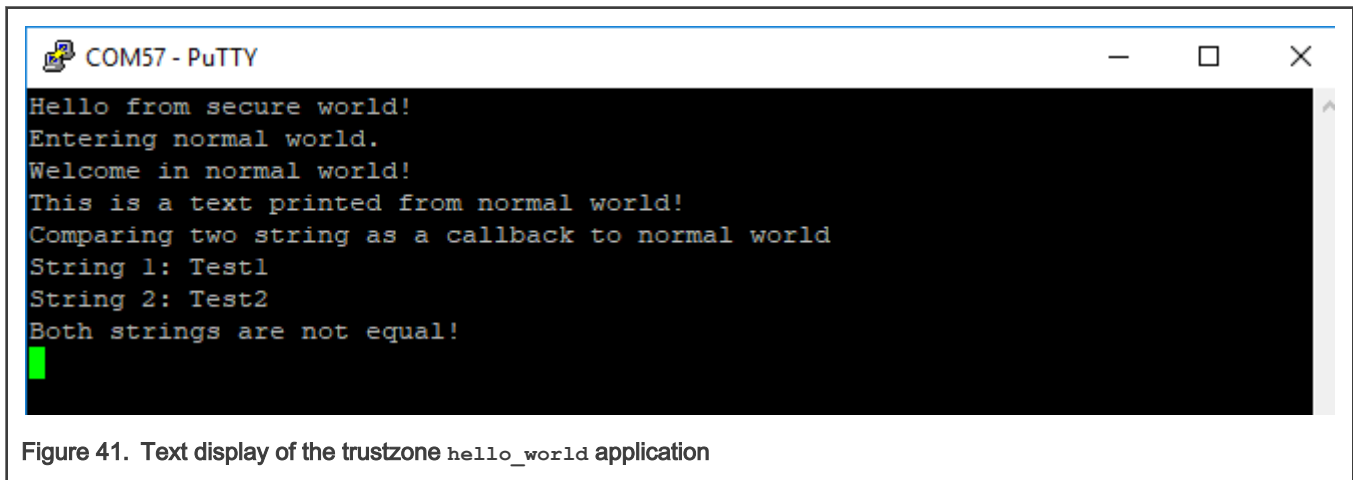 COM57 - PuTTY
Hello from secure world!
Entering normal world.
Welcome in normal world!
This is a text printed from normal world!
Comparing two string as a callback to normal world
String 1: Test1
String 2: Test2
Both strings are not equal!
Figure 41. Text display of the trustzone hello_world application